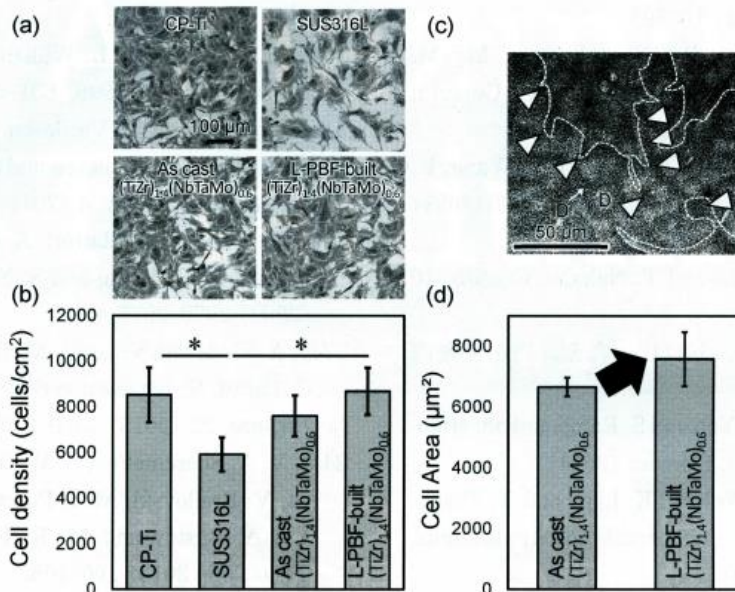 (a)
CP-Ti
SUS316L
100 μm
As cast
(TiZr)1.4(NbTaMo)0.6
L-PBF-built
(TiZr)1.4(NbTaMo)0.6
(c)
D
D
50 μm
(b)
12000
10000
8000
6000
4000
2000
0
Cell density (cells/cm²)
*
*
CP-Ti
SUS316L
As cast
(TiZr)1.4(NbTaMo)0.6
L-PBF-built
(TiZr)1.4(NbTaMo)0.6
(d)
8000
6000
4000
2000
0
Cell Area (μm²)
As cast
(TiZr)1.4(NbTaMo)0.6
L-PBF-built
(TiZr)1.4(NbTaMo)0.6